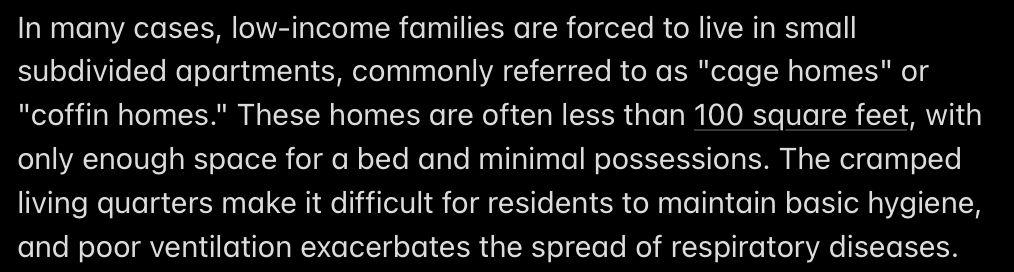 In many cases, low-income families are forced to live in small
subdivided apartments, commonly referred to as "cage homes" or
"coffin homes." These homes are often less than 100 square feet, with
only enough space for a bed and minimal possessions. The cramped
living quarters make it difficult for residents to maintain basic hygiene,
and poor ventilation exacerbates the spread of respiratory diseases.